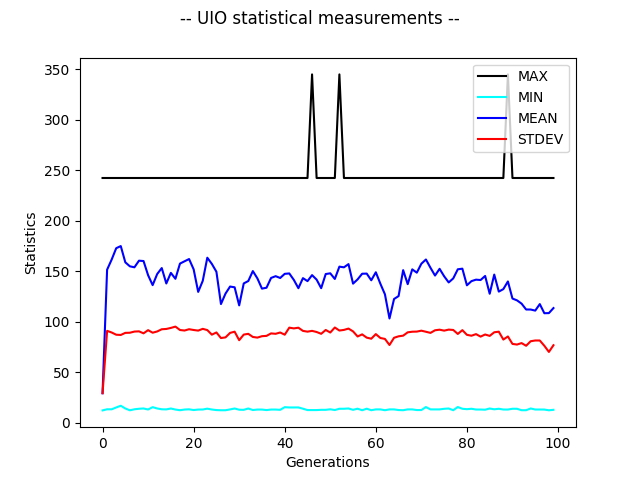 -- UIO statistical measurements --
350
300
250
200
150
100
50
0
Statistics
MAX
MIN
MEAN
STDEV
0 20 40 60 80 100
Generations